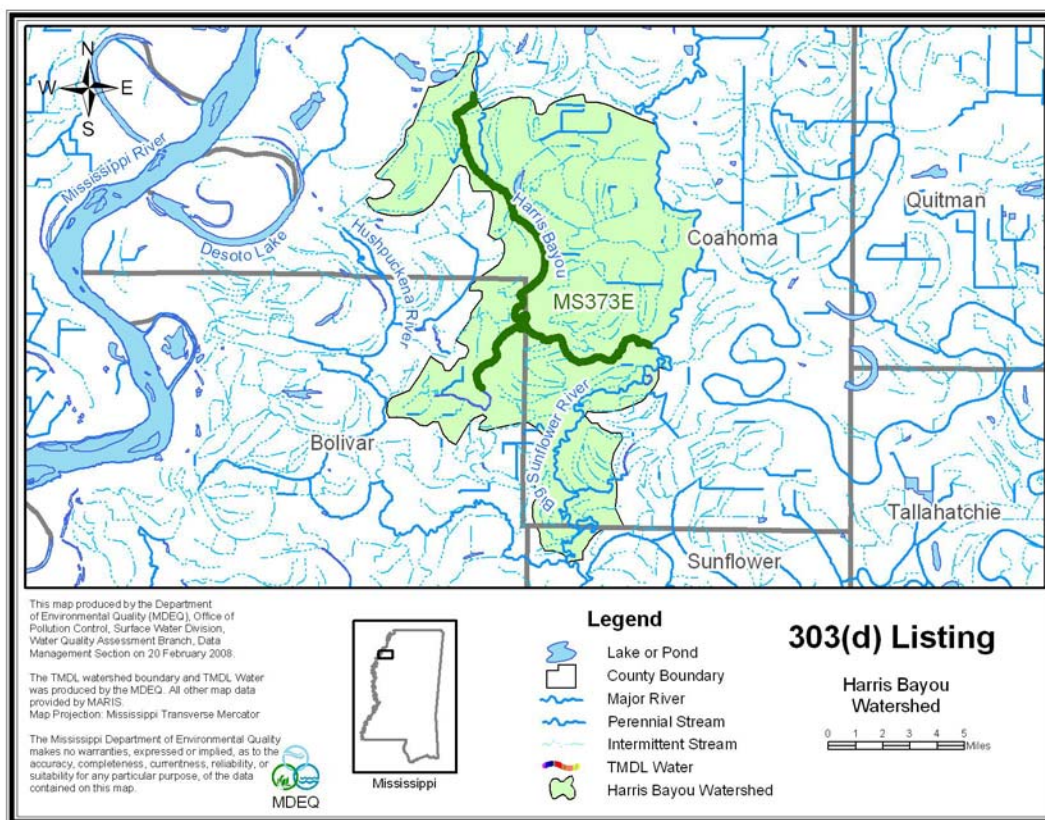 N
W E
S
Mississippi River
Desoto Lake
Hushpuckena River
Harris Bayou
Coahoma
Quitman
MS373E
Bolivar
Big Sunflower River
Tallahatchie
Sunflower
This map produced by the Department
of Environmental Quality (MDEQ), Office of
Pollution Control, Surface Water Division,
Water Quality Assessment Branch, Data
Management Section on 20 February 2008.
The TMDL watershed boundary and TMDL Water
was produced by the MDEQ. All other map data
provided by MARIS.
Map Projection: Mississippi Transverse Mercator
The Mississippi Department of Environmental Quality
makes no warranties, expressed or implied, as to the
accuracy, completeness, currentness, reliability, or
suitability for any particular purpose, of the data
contained on this map.
MDEQ
Mississippi
Legend
Lake or Pond
County Boundary
Major River
Perennial Stream
Intermittent Stream
TMDL Water
Harris Bayou Watershed
303(d) Listing
Harris Bayou
Watershed
0 1 2 3 4 5
Miles